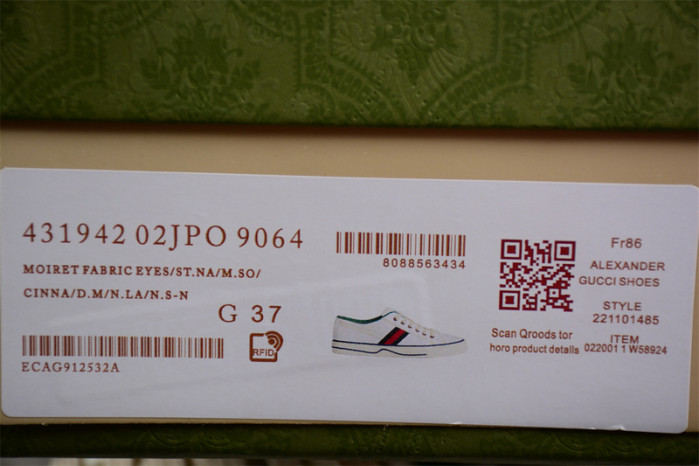 431942 02JPO 9064
MOIRET FABRIC EYES/ST.NA/M.SO/
CINNA/D.M/N.LA/N.S-N
G 37
ECAG912532A
RFID
8088563434
Scan Qroods tor
horo product details
Fr86
ALEXANDER
GUCCI SHOES
STYLE
221101485
ITEM
022001 1 W58924